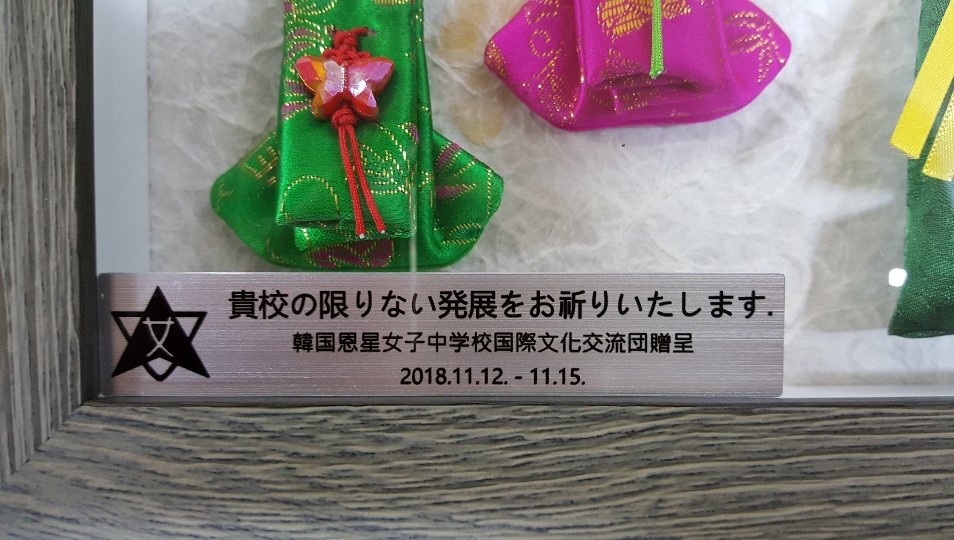 女
貴校の限りない発展をお祈りいたします.
韓国恩星女子中学校国際文化交流団贈呈
2018.11.12. - 11.15.